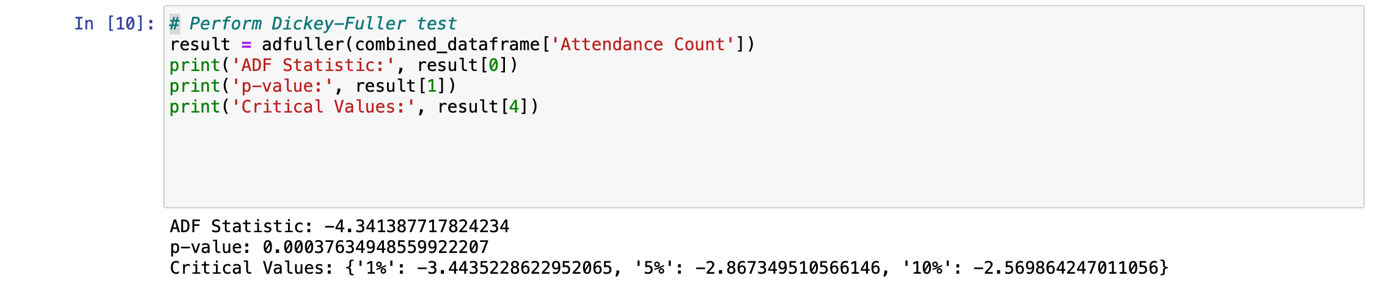 In [10]: # Perform Dickey-Fuller test
result = adfuller(combined_dataframe['Attendance Count'])
print('ADF Statistic:', result[0])
print('p-value:', result[1])
print('Critical Values:', result[4])
ADF Statistic: -4.341387717824234
p-value: 0.00037634948559922207
Critical Values: {'1%': -3.4435228622952065, '5%': -2.867349510566146, '10%': -2.569864247011056}